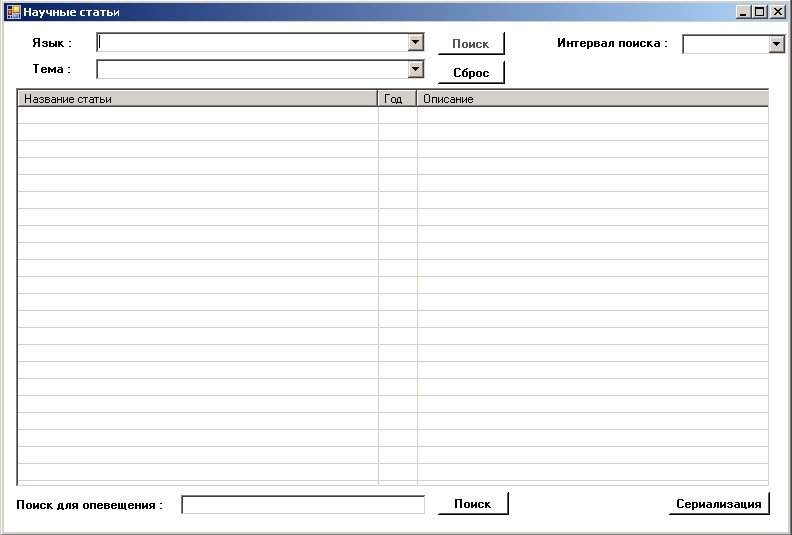 Научные статьи
Язык :
Поиск
Интервал поиска :
Тема :
Сброс
Название статьи Год Описание
Поиск для опевещения : Поиск Сериализация